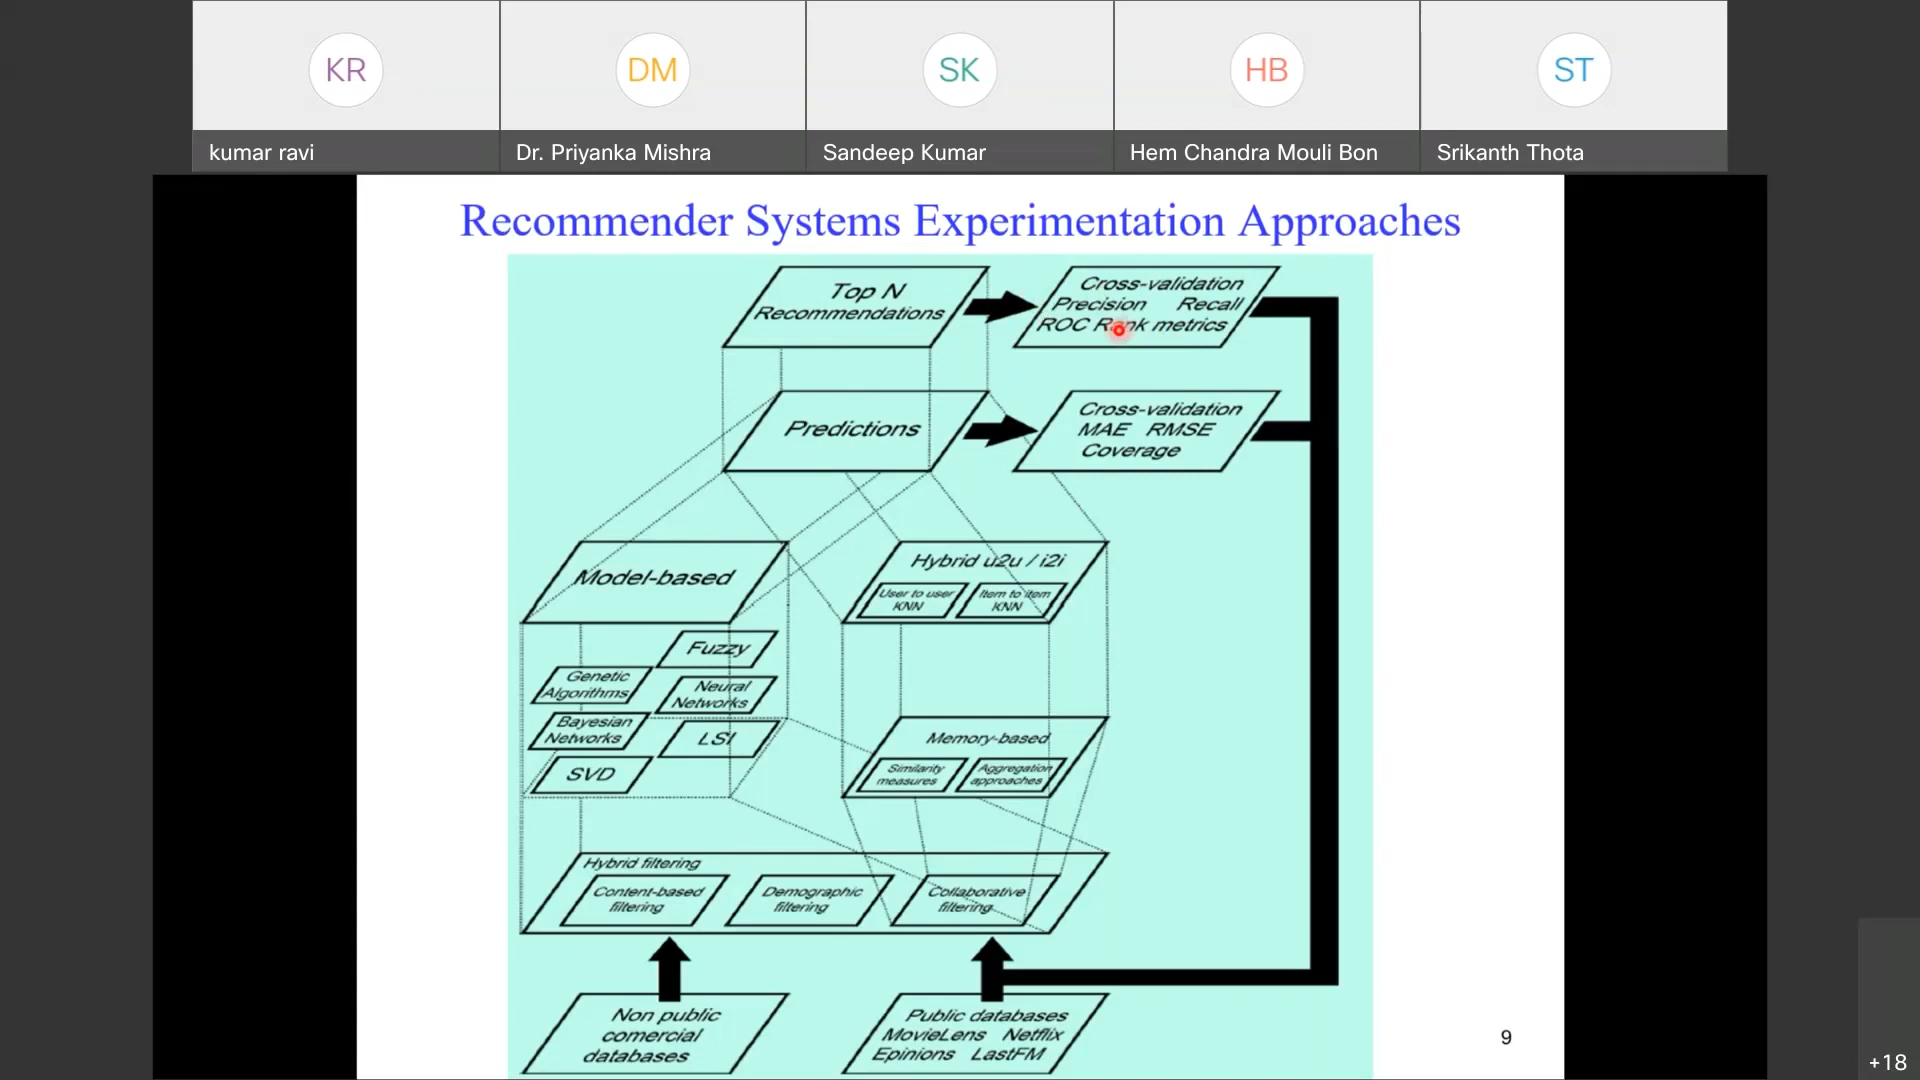 KR
DM
SK
HB
ST
kumar ravi
Dr. Priyanka Mishra
Sandeep Kumar
Hem Chandra Mouli Bon
Srikanth Thota
Recommender Systems Experimentation Approaches
Top N
Recommendations
Cross-validation
Precision Recall
ROC Rank metrics
Predictions
Cross-validation
MAE RMSE
Coverage
Model-based
Hybrid u2u / i2i
User to user
KNN
Item to item
KNN
Fuzzy
Genetic
Algorithms
Neural
Networks
Bayesian
Networks
LSI
SVD
Memory-based
Similarity
measures
Aggregation
approaches
Hybrid filtering
Content-based
filtering
Demographic
filtering
Collaborative
filtering
Non public
comercial
databases
Public databases
MovieLens Netflix
Epinions LastFM
9
+18